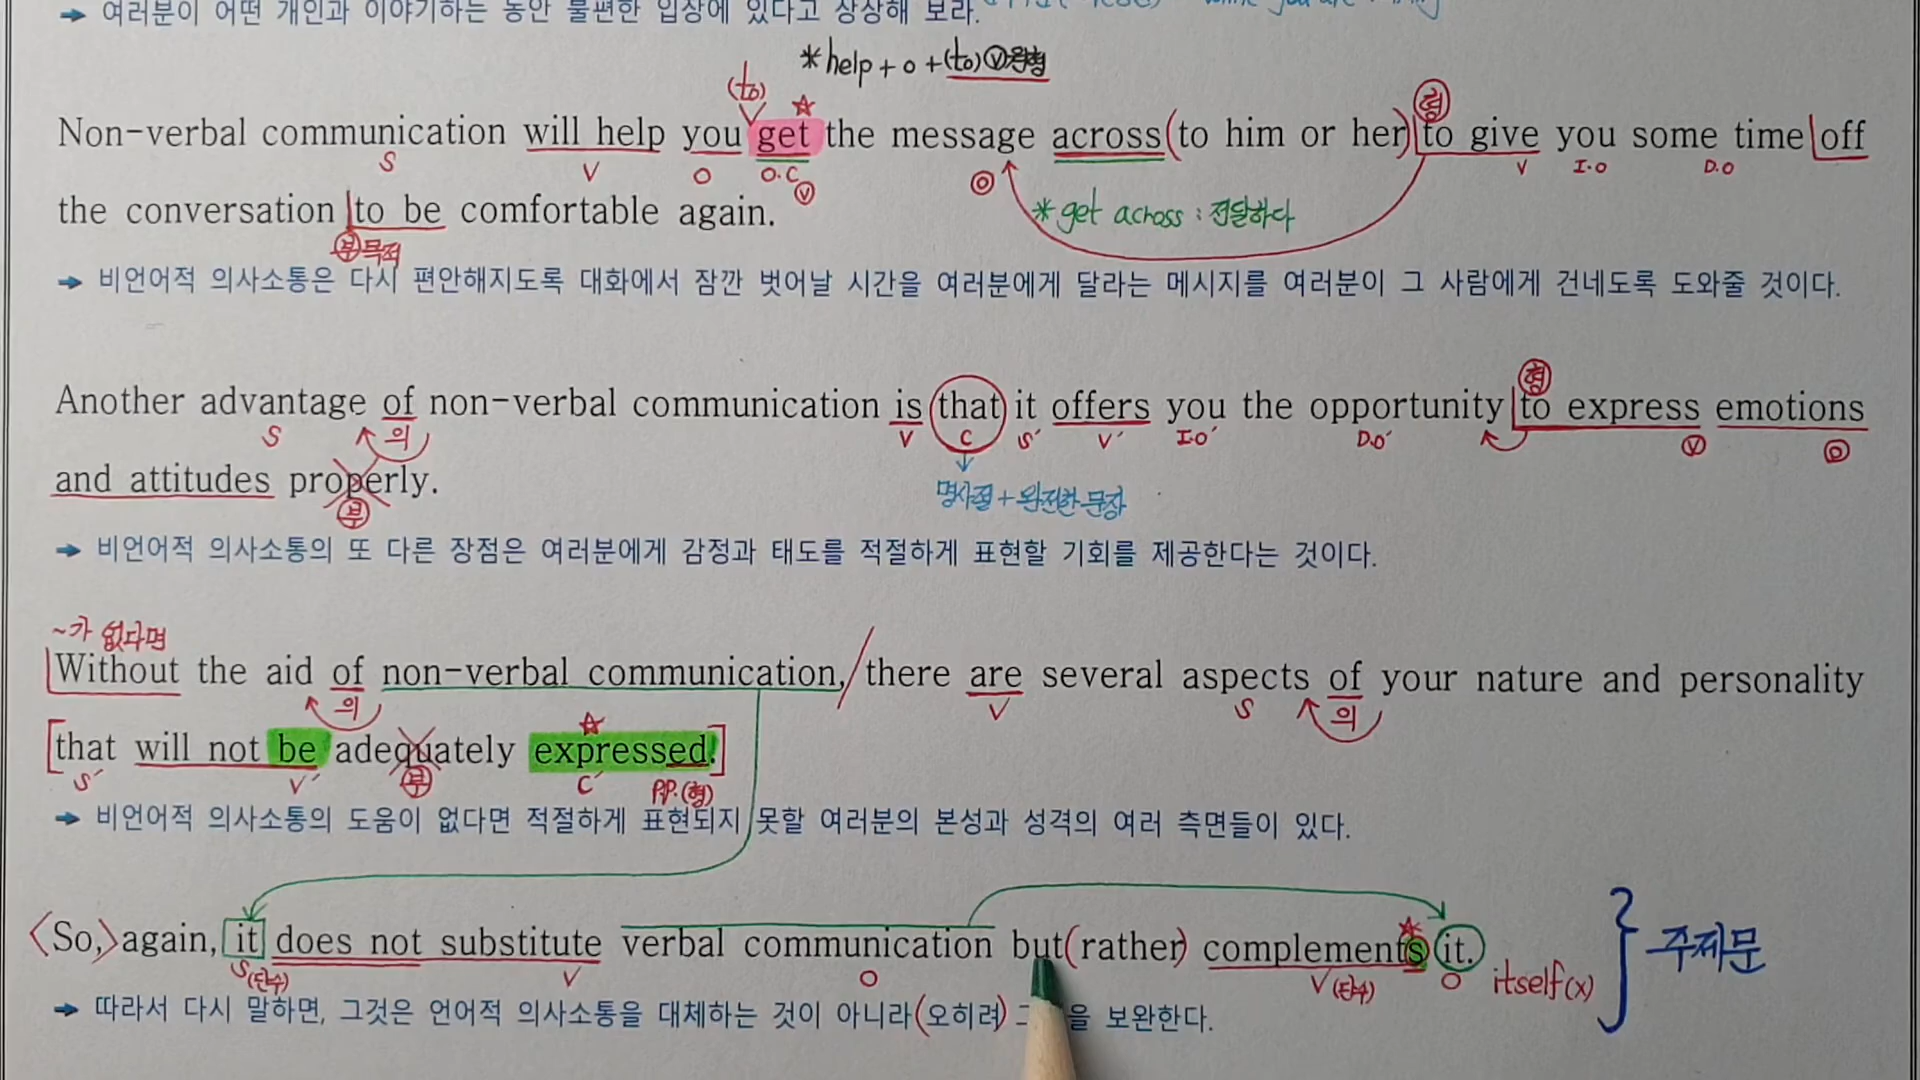 ➡ 여러분이 어떤 개인과 이야기하는 동안 불편한 입장에 있다고 상상해 보라.
*help + o + (to) ⓥ원형
(to) ☆ 형
Non-verbal communication will help you get the message across (to him or her) to give you some time off
S V O O.C ⓥ ⓞ V I.O D.O
*get across : 전달하다
the conversation to be comfortable again.
부 목적
➡ 비언어적 의사소통은 다시 편안해지도록 대화에서 잠깐 벗어날 시간을 여러분에게 달라는 메시지를 여러분이 그 사람에게 건네도록 도와줄 것이다.
형
Another advantage of non-verbal communication is that it offers you the opportunity to express emotions
S 의 V C S′ V′ I.O′ D.O′ ⓥ ⓞ
and attitudes properly.
부 명사절 + 완전한 문장
➡ 비언어적 의사소통의 또 다른 장점은 여러분에게 감정과 태도를 적절하게 표현할 기회를 제공한다는 것이다.
~가 없다면
Without the aid of non-verbal communication, / there are several aspects of your nature and personality
의 ☆ V S 의
[that will not be adequately expressed.]
S′ V′ 부 C′ P.P.(형)
➡ 비언어적 의사소통의 도움이 없다면 적절하게 표현되지 못할 여러분의 본성과 성격의 여러 측면들이 있다.
☆
<So,> again, it does not substitute verbal communication but (rather) complements it.
S(단수) V O V(단수) O itself(x) } 주제문
➡ 따라서 다시 말하면, 그것은 언어적 의사소통을 대체하는 것이 아니라 (오히려) 을 보완한다.